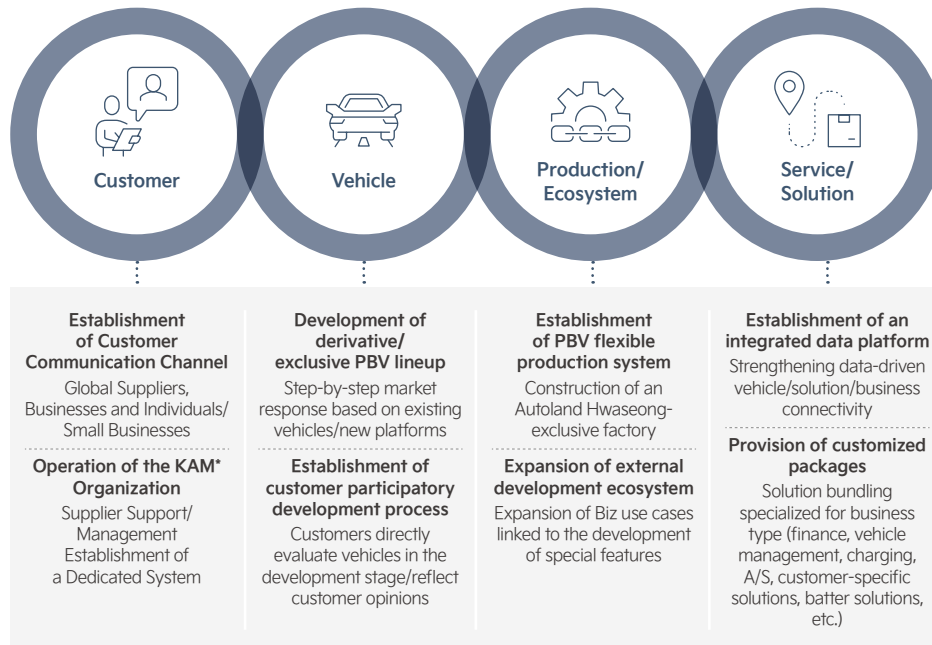 Customer
Vehicle
Production/
Ecosystem
Service/
Solution
Establishment
of Customer
Communication Channel
Global Suppliers,
Businesses and Individuals/
Small Businesses
Operation of the KAM*
Organization
Supplier Support/
Management
Establishment of
a Dedicated System
Development of
derivative/
exclusive PBV lineup
Step-by-step market
response based on existing
vehicles/new platforms
Establishment of
customer participatory
development process
Customers directly
evaluate vehicles in the
development stage/reflect
customer opinions
Establishment
of PBV flexible
production system
Construction of an
Autoland Hwaseong-
exclusive factory
Expansion of external
development ecosystem
Expansion of Biz use cases
linked to the development
of special features
Establishment of an
integrated data platform
Strengthening data-driven
vehicle/solution/business
connectivity
Provision of customized
packages
Solution bundling
specialized for business
type (finance, vehicle
management, charging,
A/S, customer-specific
solutions, batter solutions,
etc.)